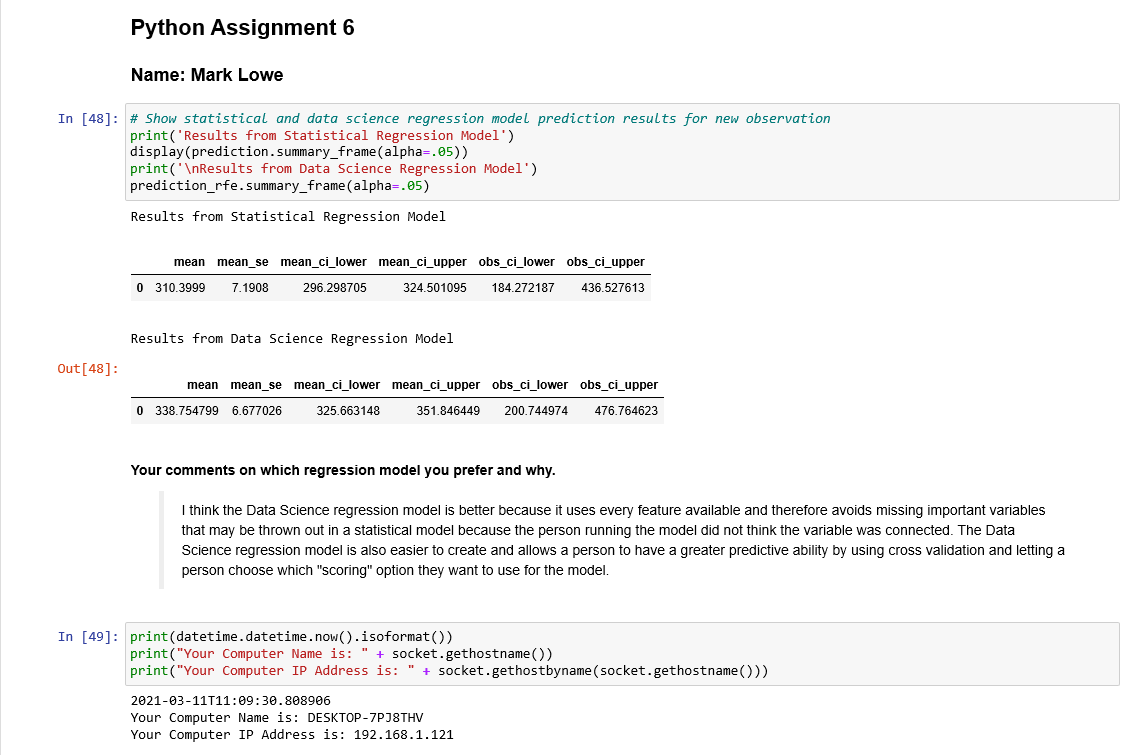 Python Assignment 6
Name: Mark Lowe
In [48]: # Show statistical and data science regression model prediction results for new observation
print('Results from Statistical Regression Model')
display(prediction.summary_frame(alpha=.05))
print('\nResults from Data Science Regression Model')
prediction_rfe.summary_frame(alpha=.05)
Results from Statistical Regression Model
mean mean_se mean_ci_lower mean_ci_upper obs_ci_lower obs_ci_upper
0 310.3999 7.1908 296.298705 324.501095 184.272187 436.527613
Results from Data Science Regression Model
Out[48]:
mean mean_se mean_ci_lower mean_ci_upper obs_ci_lower obs_ci_upper
0 338.754799 6.677026 325.663148 351.846449 200.744974 476.764623
Your comments on which regression model you prefer and why.
I think the Data Science regression model is better because it uses every feature available and therefore avoids missing important variables
that may be thrown out in a statistical model because the person running the model did not think the variable was connected. The Data
Science regression model is also easier to create and allows a person to have a greater predictive ability by using cross validation and letting a
person choose which "scoring" option they want to use for the model.
In [49]: print(datetime.datetime.now().isoformat())
print("Your Computer Name is: " + socket.gethostname())
print("Your Computer IP Address is: " + socket.gethostbyname(socket.gethostname()))
2021-03-11T11:09:30.808906
Your Computer Name is: DESKTOP-7PJ8THV
Your Computer IP Address is: 192.168.1.121